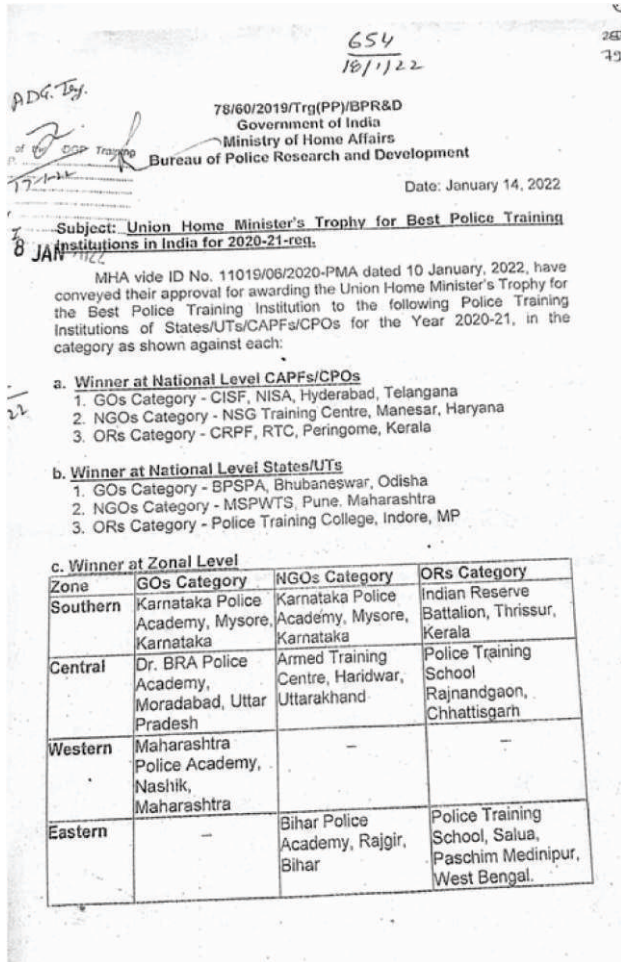 654
18/1/22
ADG. Trg.
78/60/2019/Trg(PP)/BPR&D
Government of India
Ministry of Home Affairs
Bureau of Police Research and Development
of the DGP Training
17-1-22
Date: January 14, 2022
Subject: Union Home Minister's Trophy for Best Police Training
Institutions in India for 2020-21-reg.
8 JAN
MHA vide ID No. 11019/06/2020-PMA dated 10 January, 2022, have
conveyed their approval for awarding the Union Home Minister's Trophy for
the Best Police Training Institution to the following Police Training
Institutions of States/UTs/CAPFs/CPOs for the Year 2020-21, in the
category as shown against each:
22
a. Winner at National Level CAPFs/CPOs
1. GOs Category - CISF, NISA, Hyderabad, Telangana
2. NGOs Category - NSG Training Centre, Manesar, Haryana
3. ORs Category - CRPF, RTC, Peringome, Kerala
b. Winner at National Level States/UTs
1. GOs Category - BPSPA, Bhubaneswar, Odisha
2. NGOs Category - MSPWTS, Pune. Maharashtra
3. ORs Category - Police Training College, Indore, MP
c. Winner at Zonal Level
Zone GOs Category NGOs Category ORs Category
Southern Karnataka Police Karnataka Police Indian Reserve
Academy, Mysore, Academy, Mysore, Battalion, Thrissur,
Karnataka Karnataka Kerala
Central Dr. BRA Police Armed Training Police Training
Academy, Centre, Haridwar, School
Moradabad, Uttar Uttarakhand Rajnandgaon,
Pradesh Chhattisgarh
Western Maharashtra – –
Police Academy,
Nashik,
Maharashtra
Eastern – Bihar Police Police Training
Academy, Rajgir, School, Salua,
Bihar Paschim Medinipur,
West Bengal.